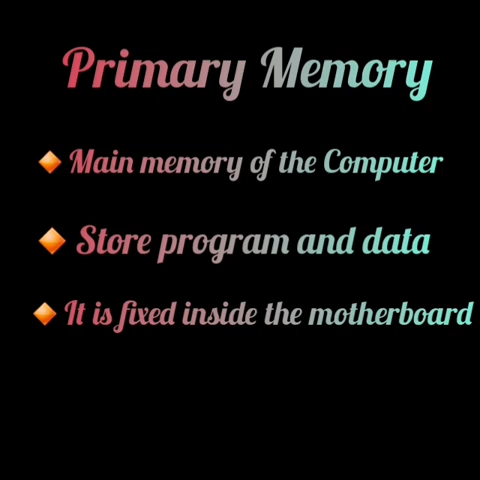 Primary Memory
🔸 Main memory of the Computer
🔸 Store program and data
🔸 It is fixed inside the motherboard